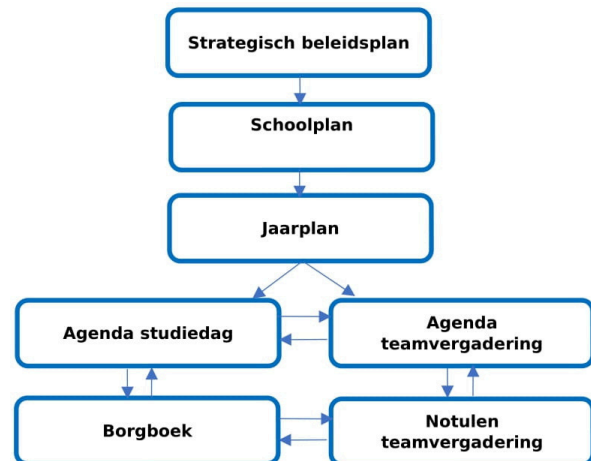 Strategisch beleidsplan
Schoolplan
Jaarplan
Agenda studiedag
Agenda
teamvergadering
Borgboek
Notulen
teamvergadering